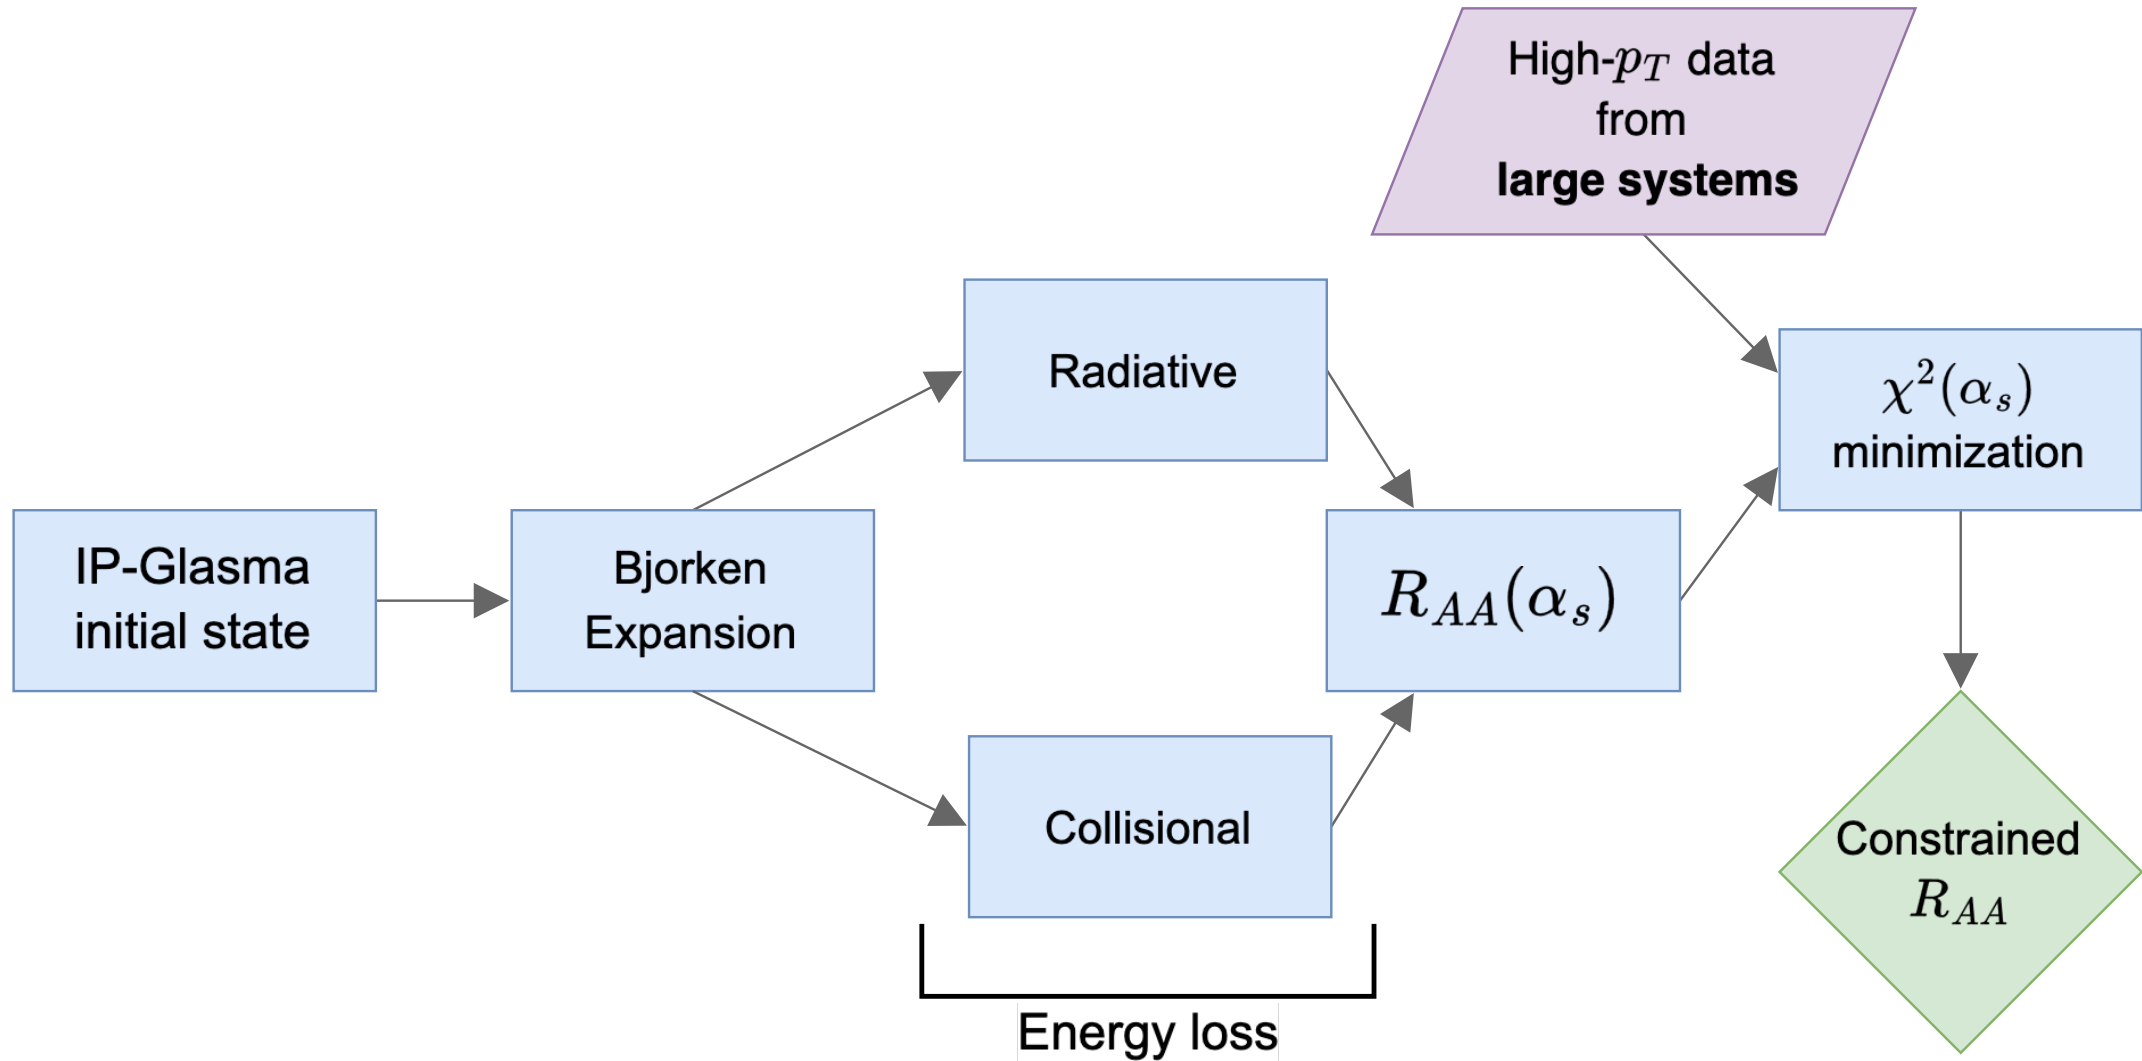 High-$p_T$ data
from
large systems
Radiative
$\chi^2(\alpha_s)$
minimization
IP-Glasma
initial state
Bjorken
Expansion
$R_{AA}(\alpha_s)$
Collisional
Constrained
$R_{AA}$
Energy loss